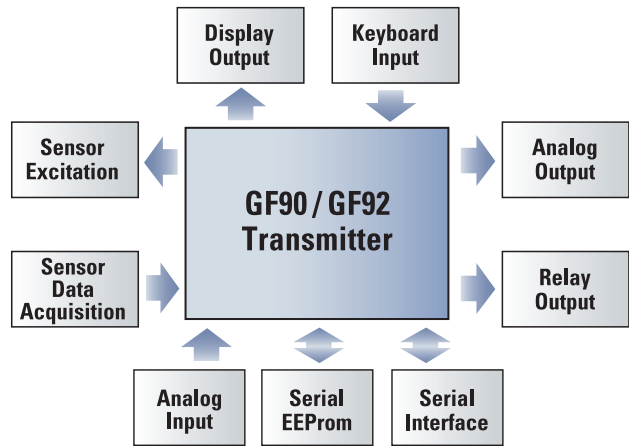 Display
Output
Keyboard
Input
Sensor
Excitation
Analog
Output
GF90 / GF92
Transmitter
Sensor
Data
Acquisition
Relay
Output
Analog
Input
Serial
EEProm
Serial
Interface